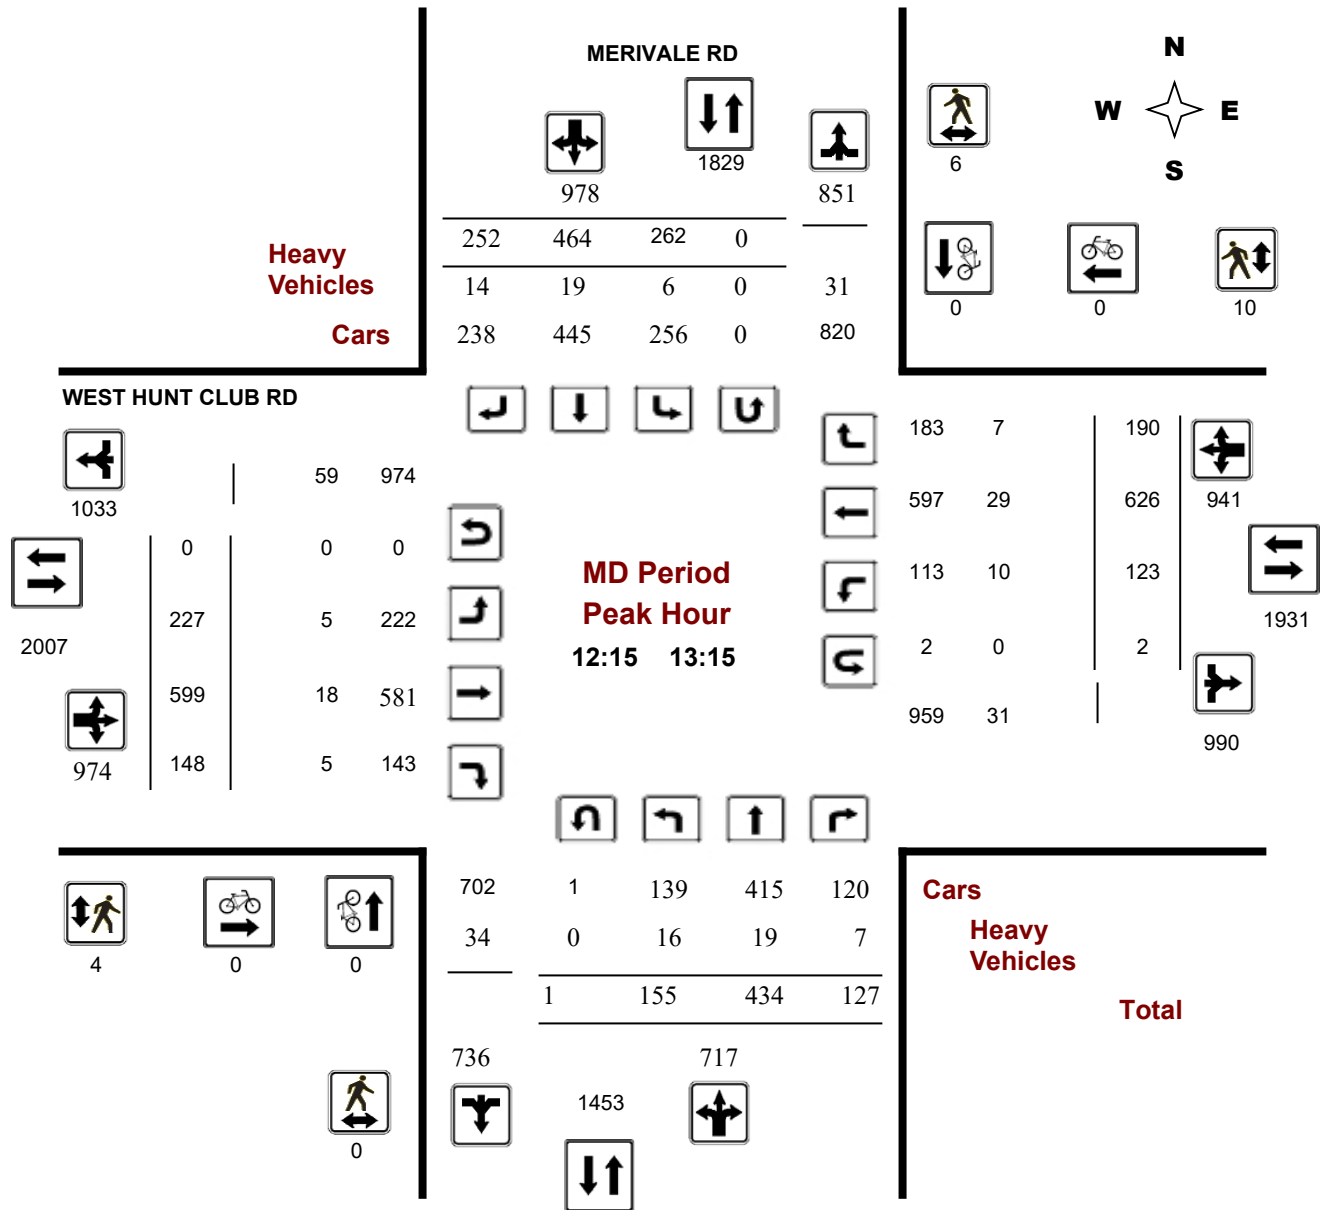 MERIVALE RD
N
W E
S
1829
6
978 851
252 464 262 0
Heavy
Vehicles
14 19 6 0 31
Cars
238 445 256 0 820
0 0 10
WEST HUNT CLUB RD
183 7 190
59 974
1033
597 29 626 941
0 0 0
MD Period
Peak Hour
12:15 13:15
113 10 123
227 5 222
1931
2007
2 0 2
599 18 581
959 31
990
974 148 5 143
702 1 139 415 120
Cars
34 0 16 19 7
Heavy
Vehicles
4 0 0
1 155 434 127
Total
736 717
1453
0